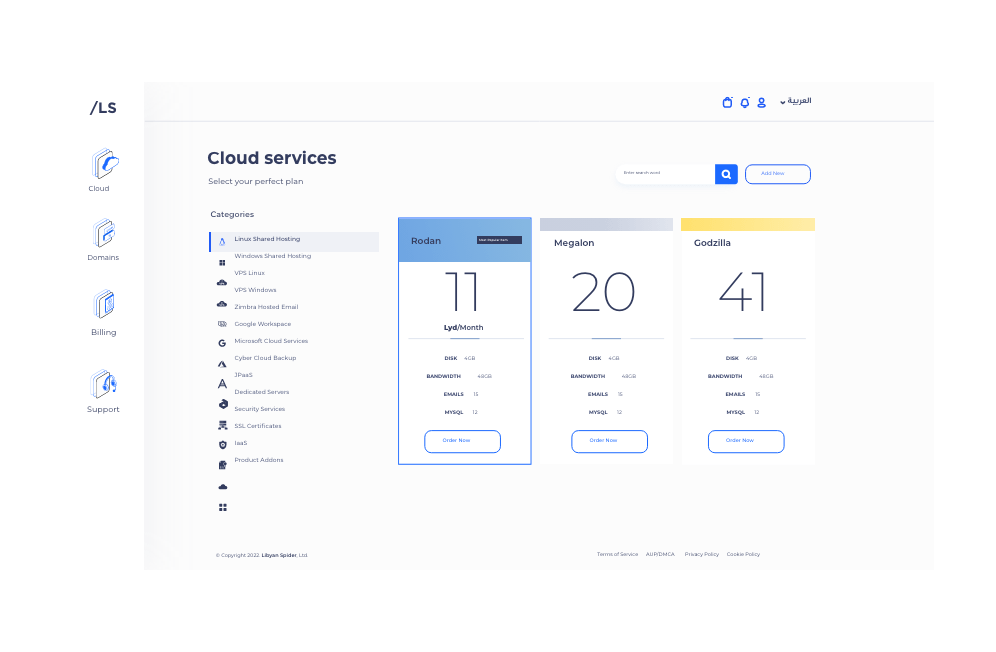 /LS
العربية
Cloud
Domains
Billing
Support
Cloud services
Select your perfect plan
Enter search word
Add New
Categories
Linux Shared Hosting
Windows Shared Hosting
VPS Linux
VPS Windows
Zimbra Hosted Email
Google Workspace
Microsoft Cloud Services
Cyber Cloud Backup
JPaaS
Dedicated Servers
Security Services
SSL Certificates
IaaS
Product Addons
Rodan
Most Popular Item
11
Lyd/Month
DISK 4GB
BANDWIDTH 48GB
EMAILS 15
MYSQL 12
Order Now
Megalon
20
DISK 4GB
BANDWIDTH 48GB
EMAILS 15
MYSQL 12
Order Now
Godzilla
41
DISK 4GB
BANDWIDTH 48GB
EMAILS 15
MYSQL 12
Order Now
© Copyright 2022. Libyan Spider, Ltd.
Terms of Service AUP/DMCA Privacy Policy Cookie Policy